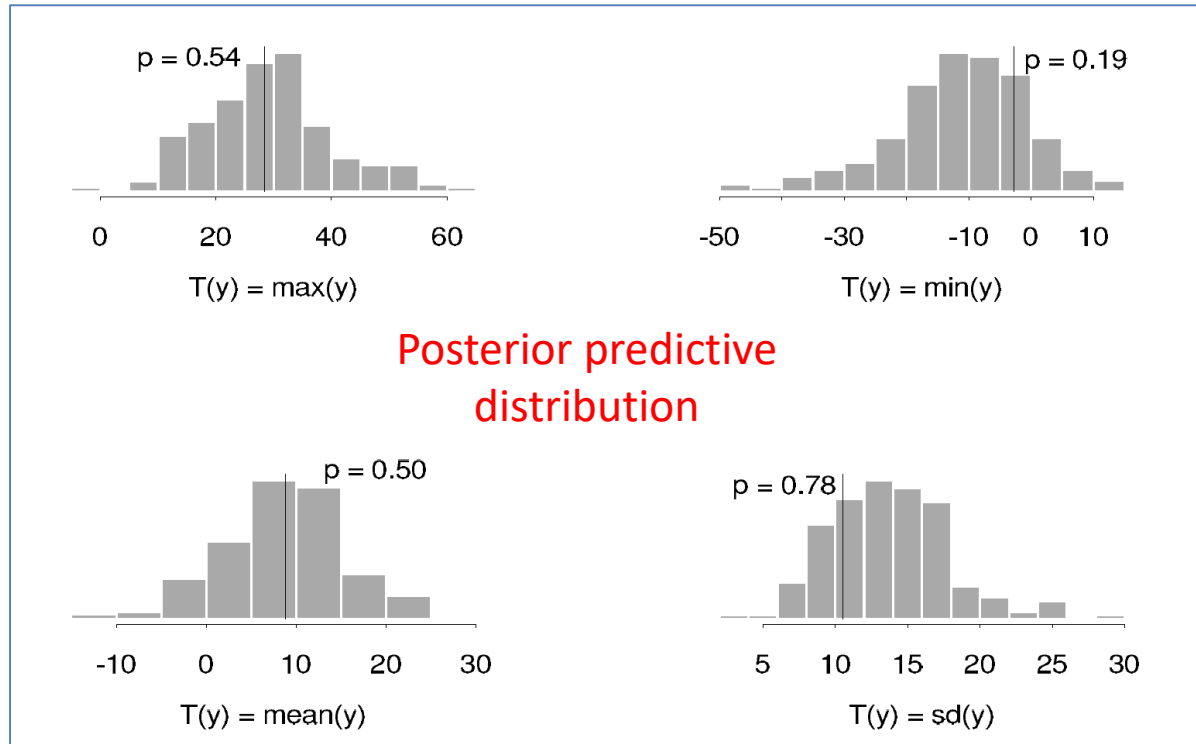 p = 0.54
0 20 40 60
T(y) = max(y)
p = 0.19
-50 -30 -10 0 10
T(y) = min(y)
Posterior predictive
distribution
p = 0.50
-10 0 10 20 30
T(y) = mean(y)
p = 0.78
5 10 15 20 25 30
T(y) = sd(y)